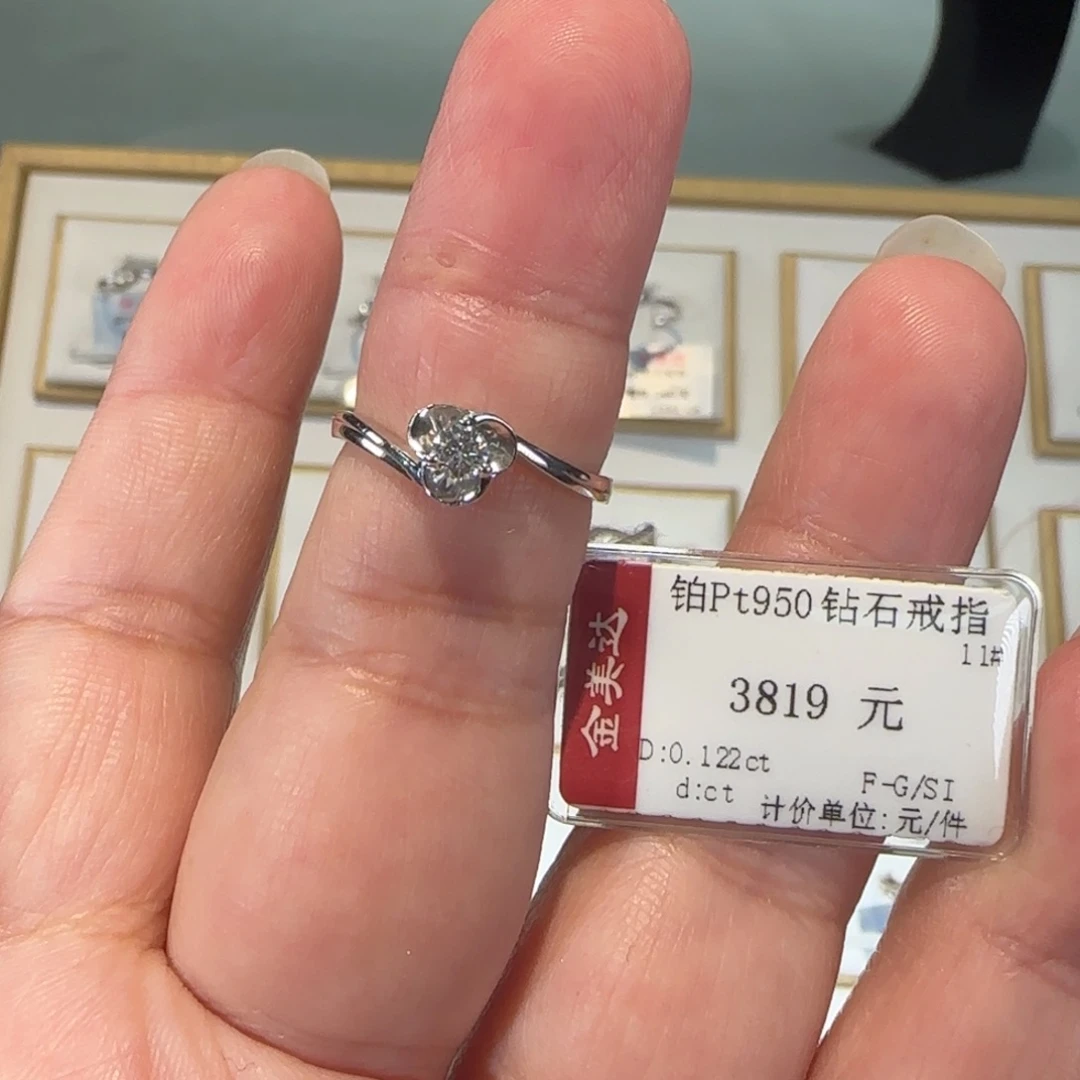 金美达
铂Pt950钻石戒指
11#
3819 元
D:0.122ct
F-G/SI
d:ct
计价单位:元/件